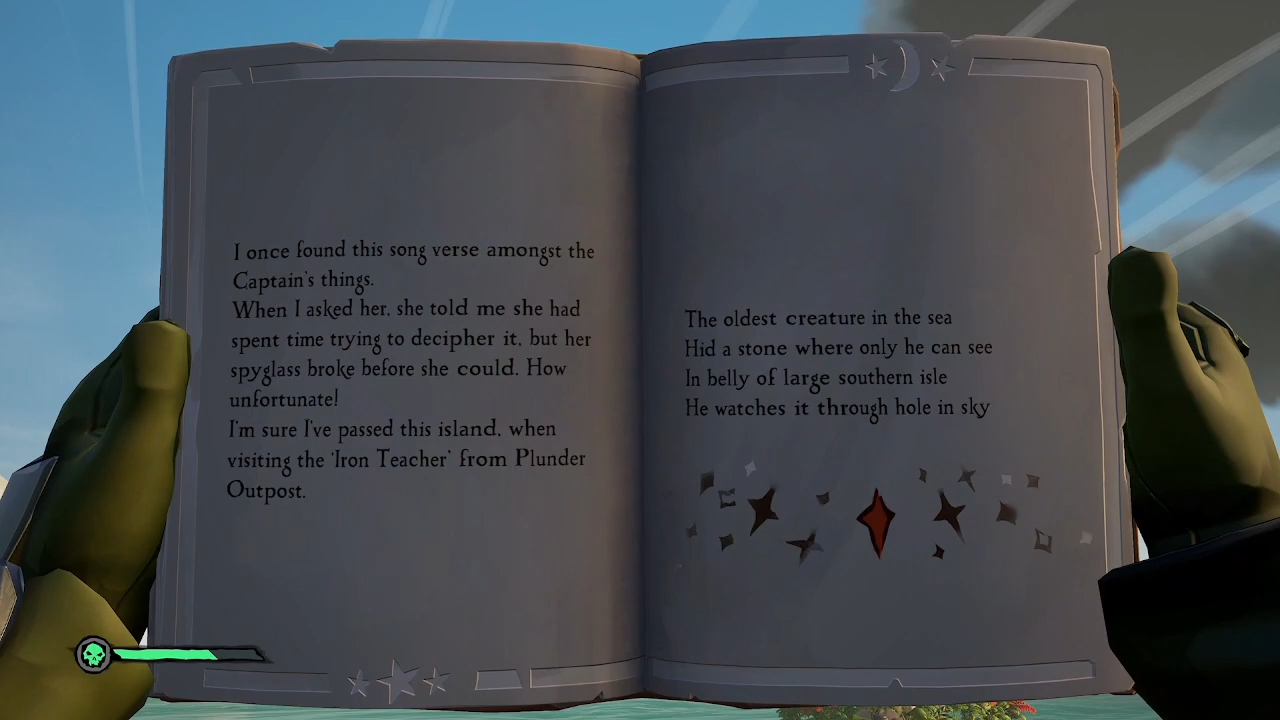 I once found this song verse amongst the
Captain's things.
When I asked her, she told me she had
spent time trying to decipher it, but her
spyglass broke before she could. How
unfortunate!
I'm sure I've passed this island, when
visiting the 'Iron Teacher' from Plunder
Outpost.
The oldest creature in the sea
Hid a stone where only he can see
In belly of large southern isle
He watches it through hole in sky